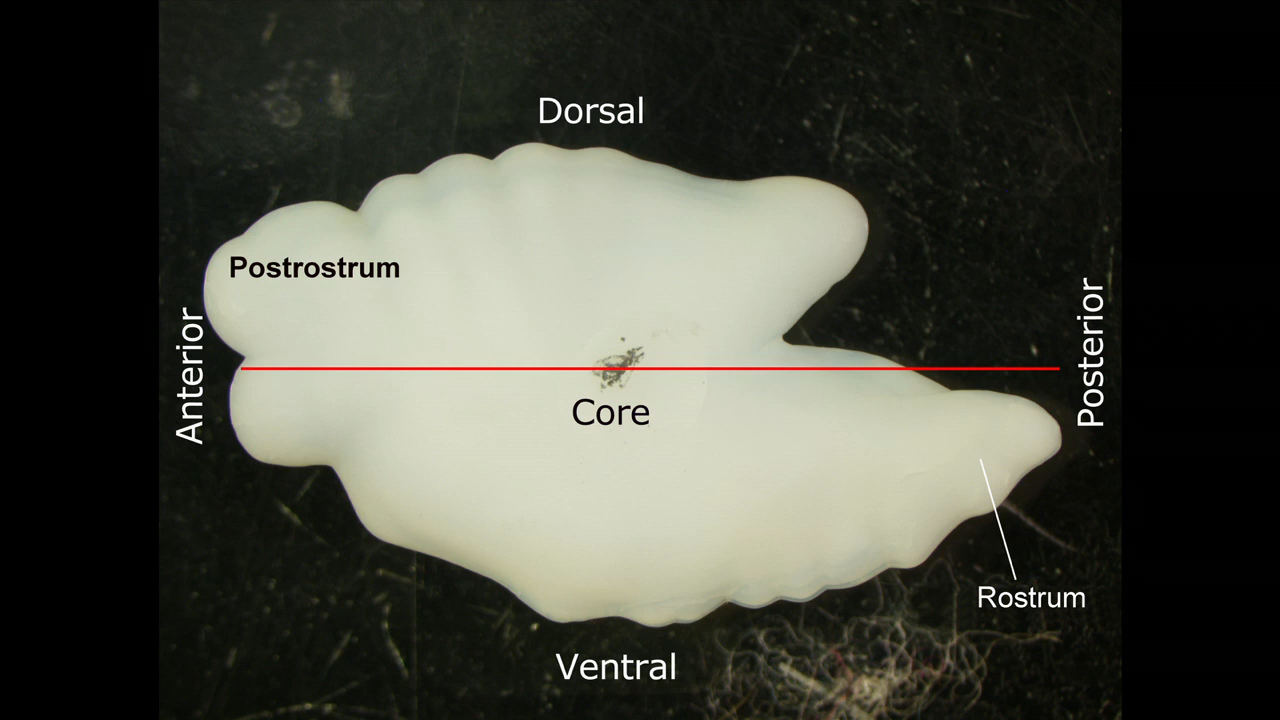 Dorsal
Postrostrum
Anterior
Posterior
Core
Rostrum
Ventral